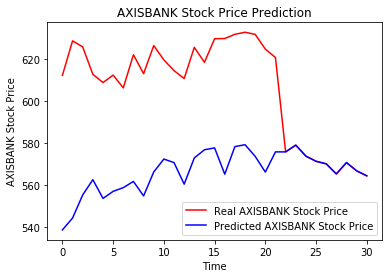 AXISBANK Stock Price Prediction
AXISBANK Stock Price
620
600
580
560
540
Real AXISBANK Stock Price
Predicted AXISBANK Stock Price
0 5 10 15 20 25 30
Time